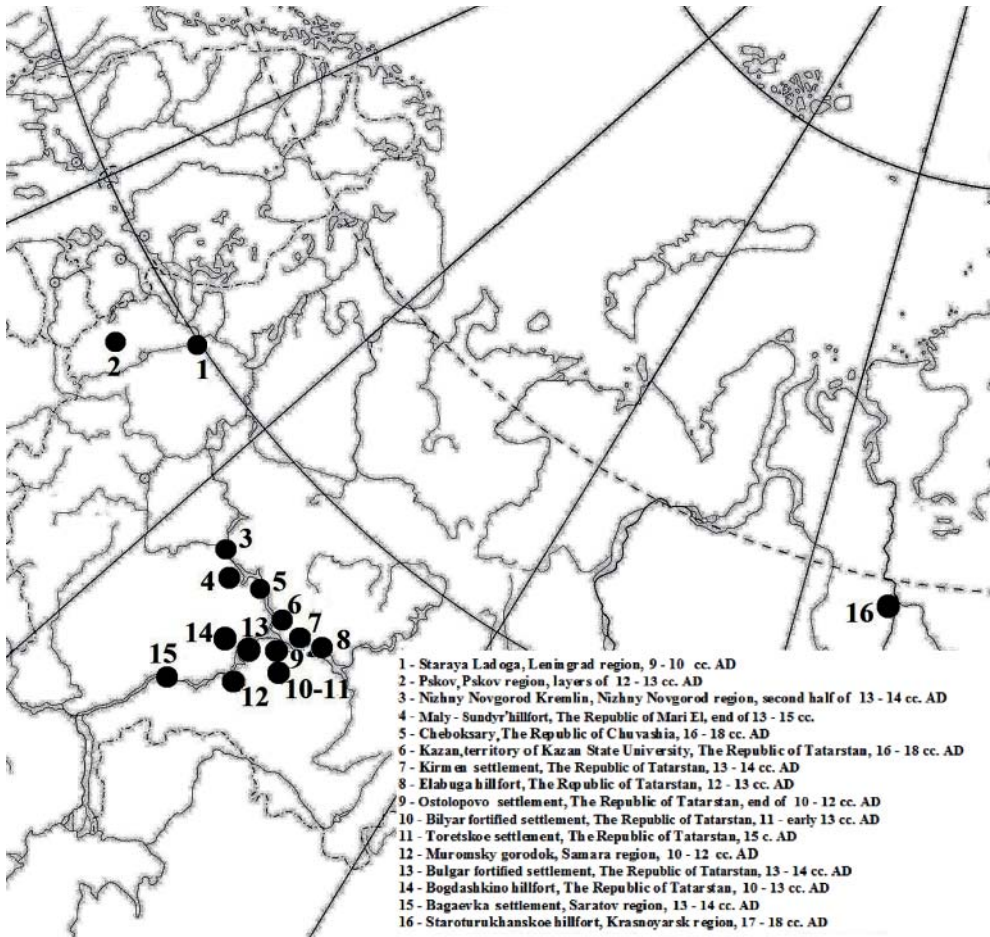 2
1
3
4
5
6
7
8
13
14
9
15
12
10-11
16
1 - Staraya Ladoga, Leningrad region, 9 - 10 cc. AD
2 - Pskov, Pskov region, layers of 12 - 13 cc. AD
3 - Nizhny Novgorod Kremlin, Nizhny Novgorod region, second half of 13 - 14 cc. AD
4 - Maly - Sundyr'hillfort, The Republic of Mari El, end of 13 - 15 cc.
5 - Cheboksary, The Republic of Chuvashia, 16 - 18 cc. AD
6 - Kazan, territory of Kazan State University, The Republic of Tatarstan, 16 - 18 cc. AD
7 - Kirmen settlement, The Republic of Tatarstan, 13 - 14 cc. AD
8 - Elabuga hillfort, The Republic of Tatarstan, 12 - 13 cc. AD
9 - Ostolopovo settlement, The Republic of Tatarstan, end of 10 - 12 cc. AD
10 - Bilyar fortified settlement, The Republic of Tatarstan, 11 - early 13 cc. AD
11 - Toretskoe settlement, The Republic of Tatarstan, 15 c. AD
12 - Muromsky gorodok, Samara region, 10 - 12 cc. AD
13 - Bulgar fortified settlement, The Republic of Tatarstan, 13 - 14 cc. AD
14 - Bogdashkino hillfort, The Republic of Tatarstan, 10 - 13 cc. AD
15 - Bagaevka settlement, Saratov region, 13 - 14 cc. AD
16 - Staroturukhanskoe hillfort, Krasnoyarsk region, 17 - 18 cc. AD